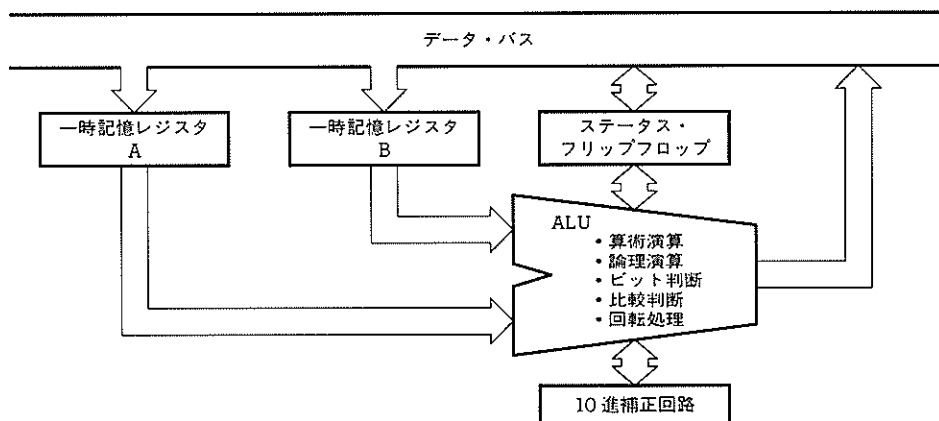 データ・バス
一時記憶レジスタ
A
一時記憶レジスタ
B
ステータス・
フリップフロップ
ALU
・算術演算
・論理演算
・ビット判断
・比較判断
・回転処理
10進補正回路